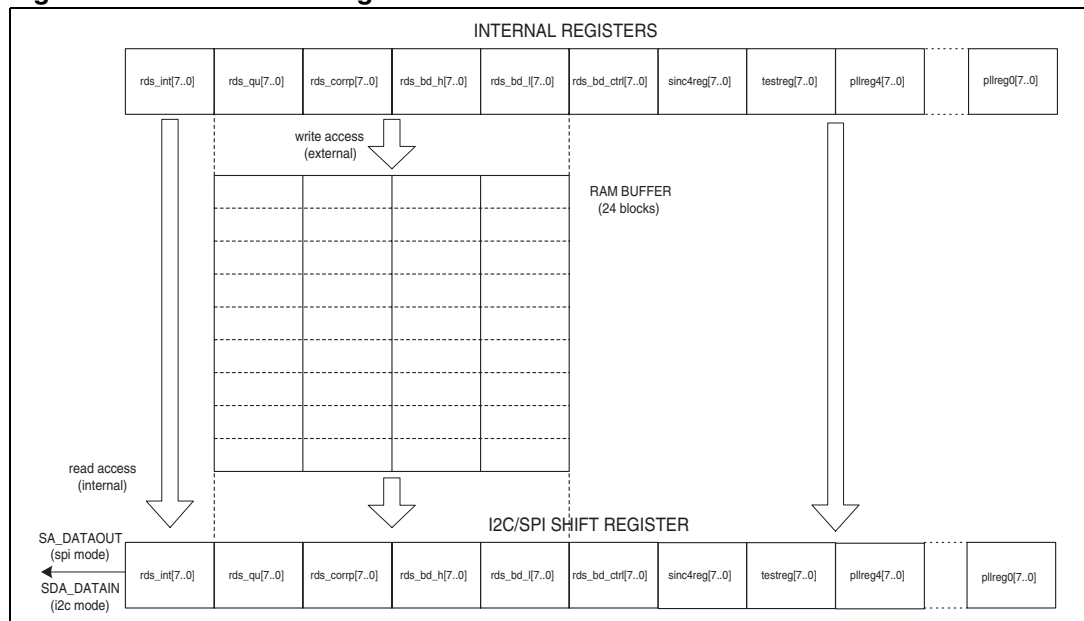 INTERNAL REGISTERS
rds_int[7..0] rds_qu[7..0] rds_corrp[7..0] rds_bd_h[7..0] rds_bd_l[7..0] rds_bd_ctrl[7..0] sinc4reg[7..0] testreg[7..0] pllreg4[7..0] pllreg0[7..0]
write access
(external)
RAM BUFFER
(24 blocks)
read access
(internal)
I2C/SPI SHIFT REGISTER
SA_DATAOUT
(spi mode)
rds_int[7..0] rds_qu[7..0] rds_corrp[7..0] rds_bd_h[7..0] rds_bd_l[7..0] rds_bd_ctrl[7..0] sinc4reg[7..0] testreg[7..0] pllreg4[7..0] pllreg0[7..0]
SDA_DATAIN
(i2c mode)